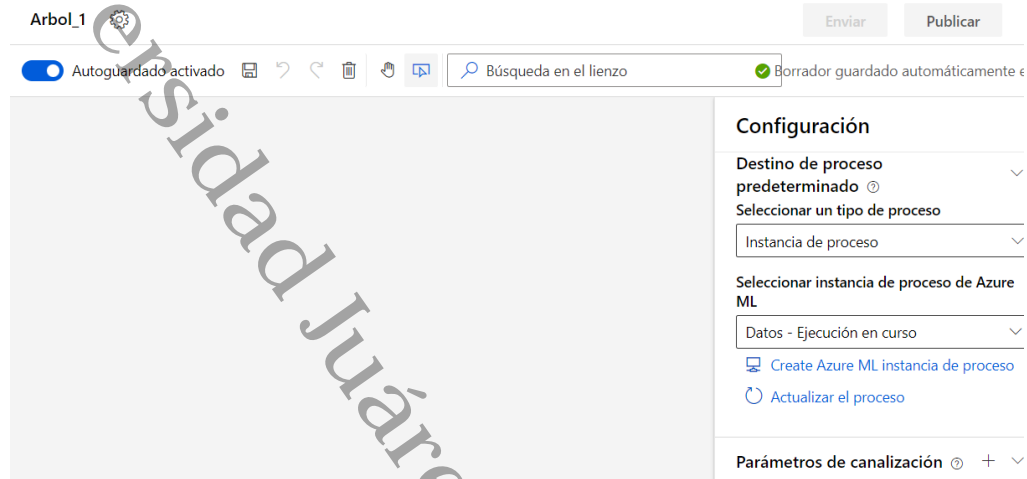 Arbol_1
Enviar
Publicar
Autoguardado activado
Búsqueda en el lienzo
Borrador guardado automáticamente e
ersidad Juáre
Configuración
Destino de proceso
predeterminado
Seleccionar un tipo de proceso
Instancia de proceso
Seleccionar instancia de proceso de Azure
ML
Datos - Ejecución en curso
Create Azure ML instancia de proceso
Actualizar el proceso
Parámetros de canalización